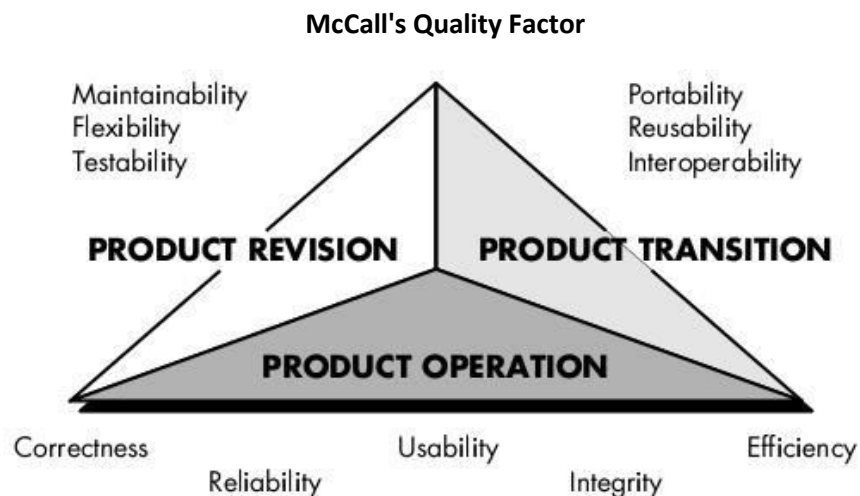 McCall's Quality Factor
Maintainability
Flexibility
Testability
Portability
Reusability
Interoperability
PRODUCT REVISION
PRODUCT TRANSITION
PRODUCT OPERATION
Correctness
Usability
Efficiency
Reliability
Integrity